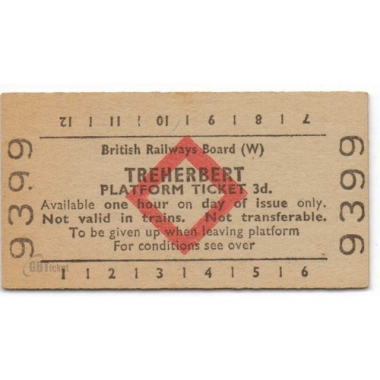 7 | 8 | 9 | 10 | 11 | 12
British Railways Board (W)
TREHERBERT
PLATFORM TICKET 3d.
Available one hour on day of issue only.
Not valid in trains. Not transferable.
To be given up when leaving platform
For conditions see over
1 | 2 | 3 | 4 | 5 | 6
9399
9399
GBTicket